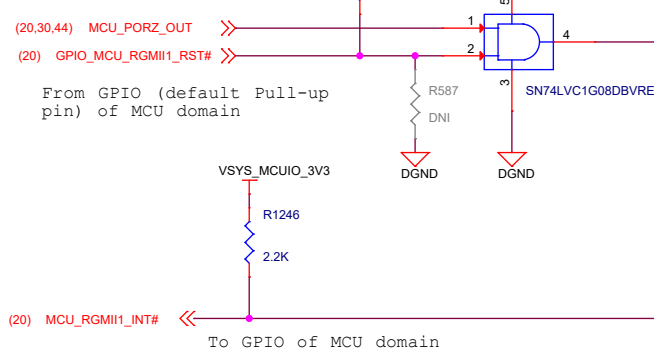 5
(20,30,44) MCU_PORZ_OUT
1
4
(20) GPIO_MCU_RGMII1_RST#
2
From GPIO (default Pull-up
pin) of MCU domain
R587
DNI
3
SN74LVC1G08DBVRE
DGND
DGND
VSYS_MCUIO_3V3
R1246
2.2K
(20) MCU_RGMII1_INT#
To GPIO of MCU domain